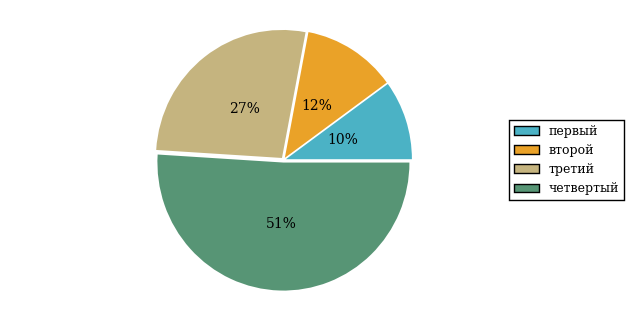 27%
12%
10%
51%
первый
второй
третий
четвертый